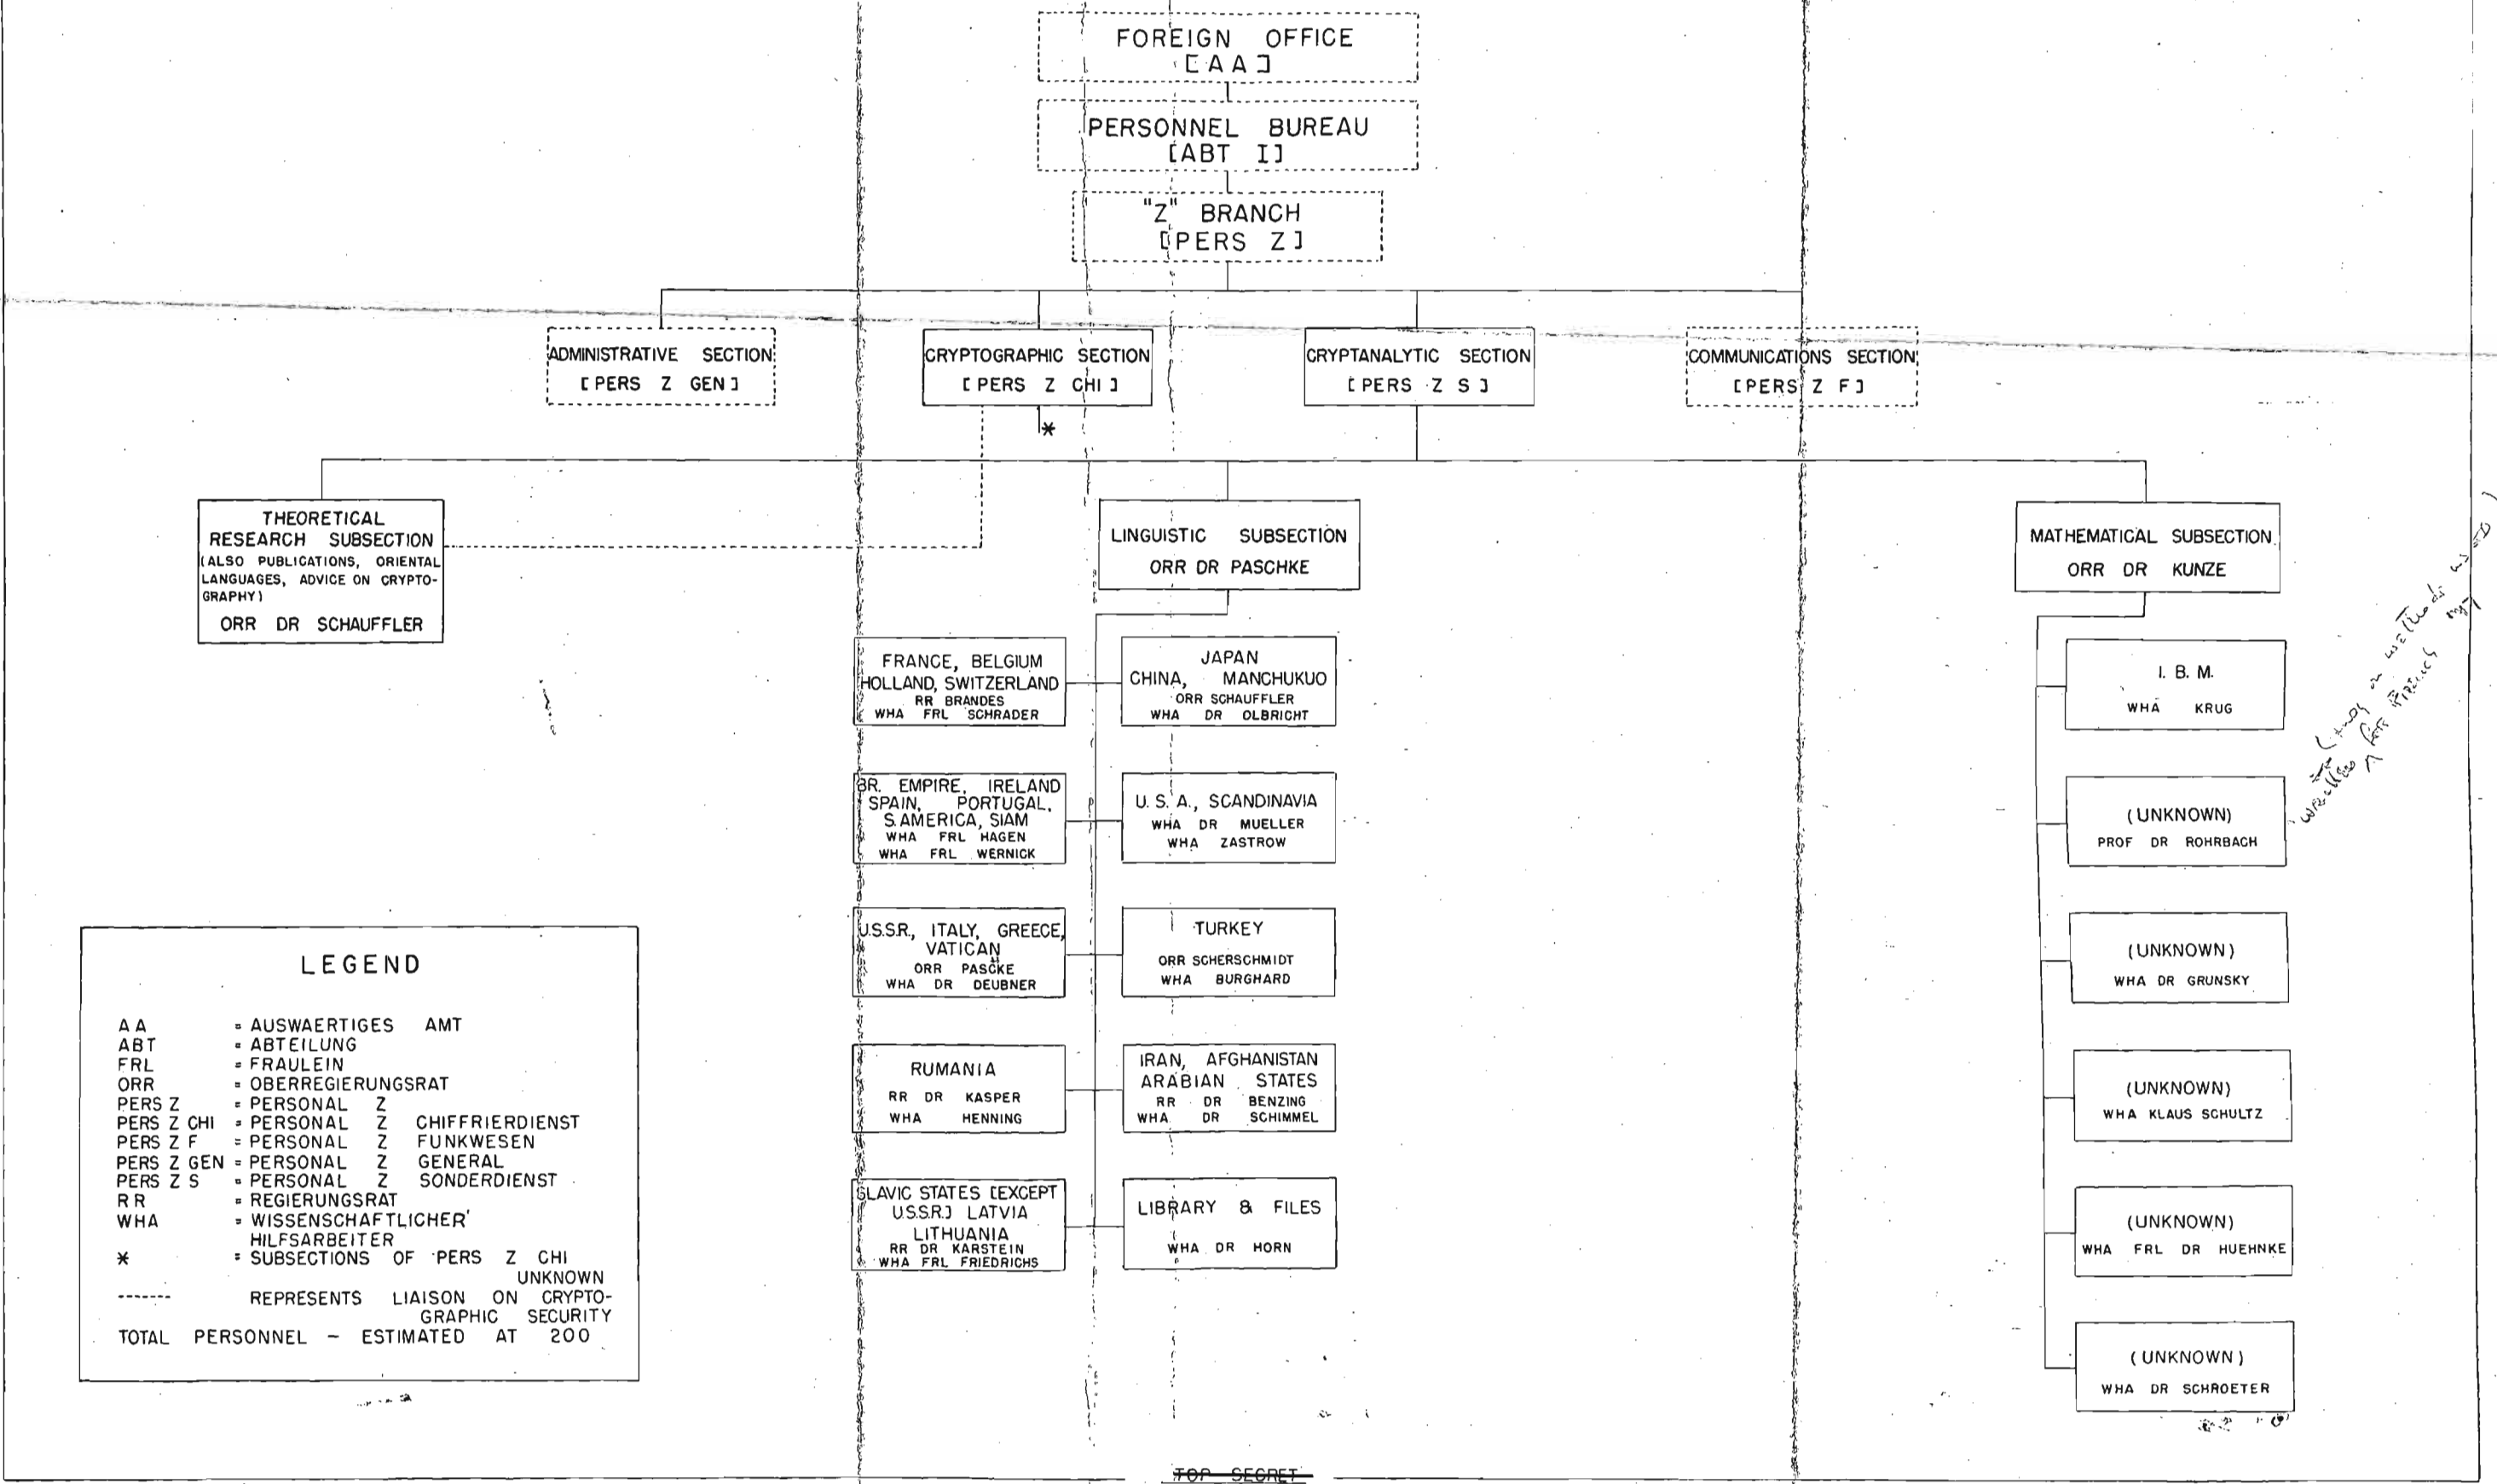 FOREIGN OFFICE
[AA]
PERSONNEL BUREAU
[ABT I]
"Z" BRANCH
[PERS Z]
ADMINISTRATIVE SECTION
[PERS Z GEN]
CRYPTOGRAPHIC SECTION
[PERS Z CHI]
*
CRYPTANALYTIC SECTION
[PERS Z S]
COMMUNICATIONS SECTION
[PERS Z F]
THEORETICAL
RESEARCH SUBSECTION
(ALSO PUBLICATIONS, ORIENTAL
LANGUAGES, ADVICE ON CRYPTO-
GRAPHY)
ORR DR SCHAUFFLER
LINGUISTIC SUBSECTION
ORR DR PASCHKE
MATHEMATICAL SUBSECTION
ORR DR KUNZE
FRANCE, BELGIUM
HOLLAND, SWITZERLAND
RR BRANDES
WHA FRL SCHRADER
JAPAN
CHINA, MANCHUKUO
ORR SCHAUFFLER
WHA DR OLBRICHT
BR. EMPIRE, IRELAND
SPAIN, PORTUGAL,
S.AMERICA, SIAM
WHA FRL HAGEN
WHA FRL WERNICK
U.S.A., SCANDINAVIA
WHA DR MUELLER
WHA ZASTROW
U.S.S.R., ITALY, GREECE,
VATICAN
ORR PASCHKE
WHA DR DEUBNER
TURKEY
ORR SCHERSCHMIDT
WHA BURGHARD
RUMANIA
RR DR KASPER
WHA HENNING
IRAN, AFGHANISTAN
ARABIAN STATES
RR DR BENZING
WHA DR SCHIMMEL
SLAVIC STATES [EXCEPT
U.S.S.R.] LATVIA
LITHUANIA
RR DR KARSTEIN
WHA FRL FRIEDRICHS
LIBRARY & FILES
WHA DR HORN
I. B. M.
WHA KRUG
(UNKNOWN)
PROF DR ROHRBACH
(UNKNOWN)
WHA DR GRUNSKY
(UNKNOWN)
WHA KLAUS SCHULTZ
(UNKNOWN)
WHA FRL DR HUEHNKE
(UNKNOWN)
WHA DR SCHROETER
LEGEND
AA = AUSWAERTIGES AMT
ABT = ABTEILUNG
FRL = FRAULEIN
ORR = OBERREGIERUNGSRAT
PERS Z = PERSONAL Z
PERS Z CHI = PERSONAL Z CHIFFRIERDIENST
PERS Z F = PERSONAL Z FUNKWESEN
PERS Z GEN = PERSONAL Z GENERAL
PERS Z S = PERSONAL Z SONDERDIENST
RR = REGIERUNGSRAT
WHA = WISSENSCHAFTLICHER
HILFSARBEITER
* = SUBSECTIONS OF PERS Z CHI
UNKNOWN
------- REPRESENTS LIAISON ON CRYPTO-
GRAPHIC SECURITY
TOTAL PERSONNEL – ESTIMATED AT 200
TOP SECRET